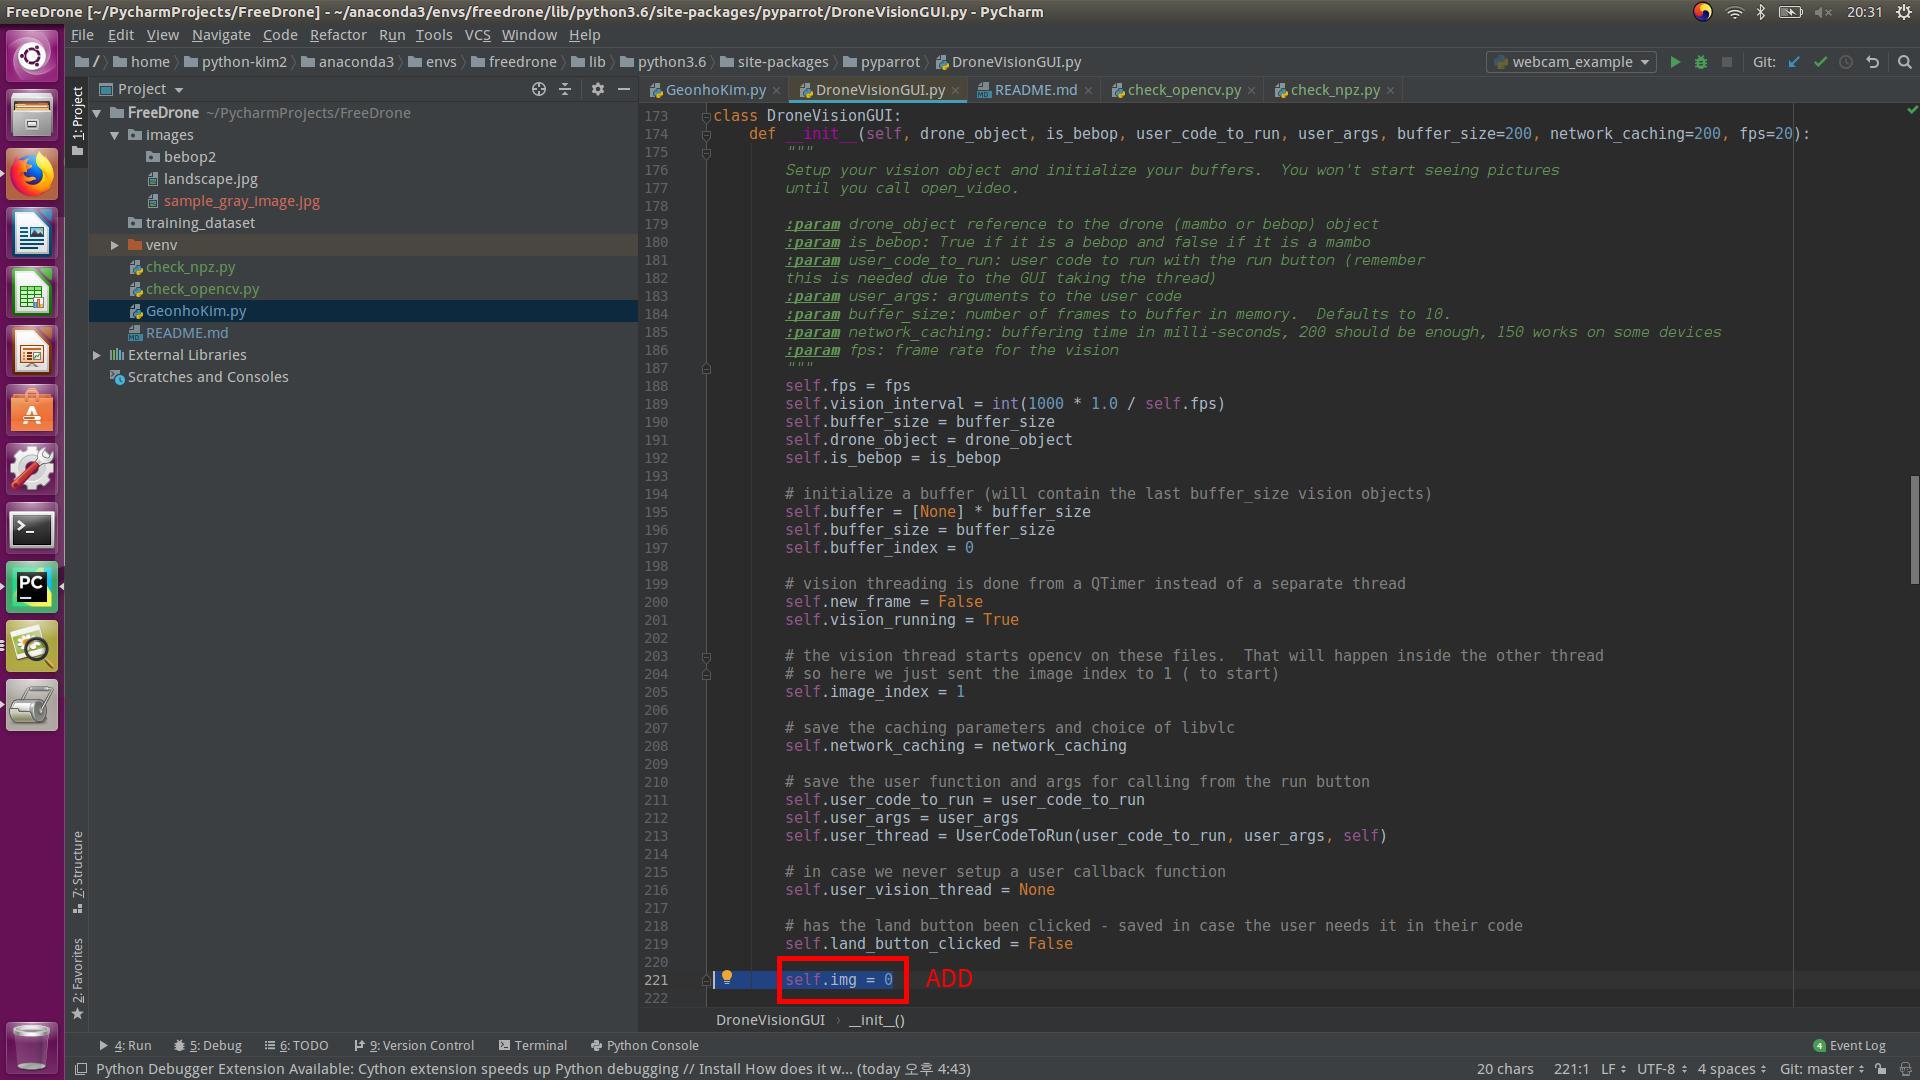 FreeDrone [~/PycharmProjects/FreeDrone] - ~/anaconda3/envs/freedrone/lib/python3.6/site-packages/pyparrot/DroneVisionGUI.py - PyCharm
20:31
File Edit View Navigate Code Refactor Run Tools VCS Window Help
/ home python-kim2 anaconda3 envs freedrone lib python3.6 site-packages pyparrot DroneVisionGUI.py
webcam_example
Git:
1: Project
Project
FreeDrone ~/PycharmProjects/FreeDrone
images
bebop2
landscape.jpg
sample_gray_image.jpg
training_dataset
venv
check_npz.py
check_opencv.py
GeonhoKim.py
README.md
External Libraries
Scratches and Consoles
7: Structure
2: Favorites
GeonhoKim.py DroneVisionGUI.py README.md check_opencv.py check_npz.py
173 class DroneVisionGUI:
174 def __init__(self, drone_object, is_bebop, user_code_to_run, user_args, buffer_size=200, network_caching=200, fps=20):
175 """
176 Setup your vision object and initialize your buffers.  You won't start seeing pictures
177 until you call open_video.
178
179 :param drone_object reference to the drone (mambo or bebop) object
180 :param is_bebop: True if it is a bebop and false if it is a mambo
181 :param user_code_to_run: user code to run with the run button (remember
182 this is needed due to the GUI taking the thread)
183 :param user_args: arguments to the user code
184 :param buffer_size: number of frames to buffer in memory.  Defaults to 10.
185 :param network_caching: buffering time in milli-seconds, 200 should be enough, 150 works on some devices
186 :param fps: frame rate for the vision
187 """
188 self.fps = fps
189 self.vision_interval = int(1000 * 1.0 / self.fps)
190 self.buffer_size = buffer_size
191 self.drone_object = drone_object
192 self.is_bebop = is_bebop
193
194 # initialize a buffer (will contain the last buffer_size vision objects)
195 self.buffer = [None] * buffer_size
196 self.buffer_size = buffer_size
197 self.buffer_index = 0
198
199 # vision threading is done from a QTimer instead of a separate thread
200 self.new_frame = False
201 self.vision_running = True
202
203 # the vision thread starts opencv on these files.  That will happen inside the other thread
204 # so here we just sent the image index to 1 ( to start)
205 self.image_index = 1
206
207 # save the caching parameters and choice of libvlc
208 self.network_caching = network_caching
209
210 # save the user function and args for calling from the run button
211 self.user_code_to_run = user_code_to_run
212 self.user_args = user_args
213 self.user_thread = UserCodeToRun(user_code_to_run, user_args, self)
214
215 # in case we never setup a user callback function
216 self.user_vision_thread = None
217
218 # has the land button been clicked - saved in case the user needs it in their code
219 self.land_button_clicked = False
220
221 self.img = 0 ADD
222
DroneVisionGUI __init__()
4: Run 5: Debug 6: TODO 9: Version Control Terminal Python Console 4 Event Log
Python Debugger Extension Available: Cython extension speeds up Python debugging // Install How does it w... (today 오후 4:43) 20 chars 221:1 LF UTF-8 4 spaces Git: master
PC